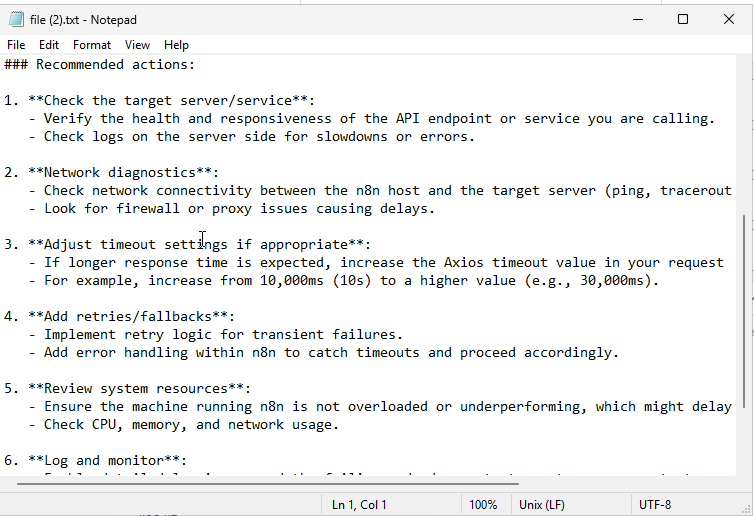 file (2).txt - Notepad
File Edit Format View Help
### Recommended actions:
1. **Check the target server/service**:
- Verify the health and responsiveness of the API endpoint or service you are calling.
- Check logs on the server side for slowdowns or errors.
2. **Network diagnostics**:
- Check network connectivity between the n8n host and the target server (ping, tracerout
- Look for firewall or proxy issues causing delays.
3. **Adjust timeout settings if appropriate**:
- If longer response time is expected, increase the Axios timeout value in your request
- For example, increase from 10,000ms (10s) to a higher value (e.g., 30,000ms).
4. **Add retries/fallbacks**:
- Implement retry logic for transient failures.
- Add error handling within n8n to catch timeouts and proceed accordingly.
5. **Review system resources**:
- Ensure the machine running n8n is not overloaded or underperforming, which might delay
- Check CPU, memory, and network usage.
6. **Log and monitor**:
Ln 1, Col 1 100% Unix (LF) UTF-8